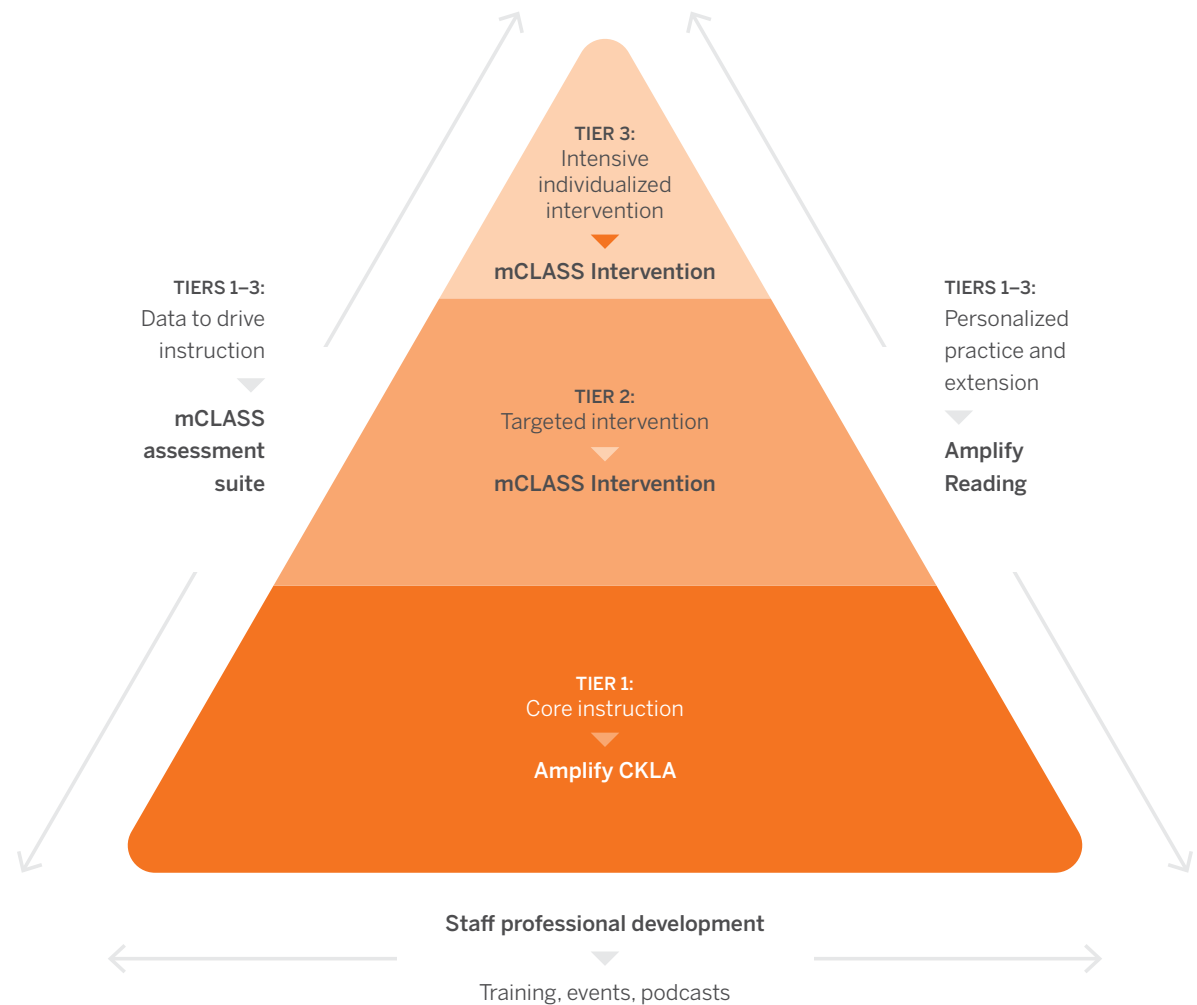 TIER 3:
Intensive
individualized
intervention
mCLASS Intervention
TIERS 1–3:
Data to drive
instruction
mCLASS
assessment
suite
TIERS 1–3:
Personalized
practice and
extension
Amplify
Reading
TIER 2:
Targeted intervention
mCLASS Intervention
TIER 1:
Core instruction
Amplify CKLA
Staff professional development
Training, events, podcasts